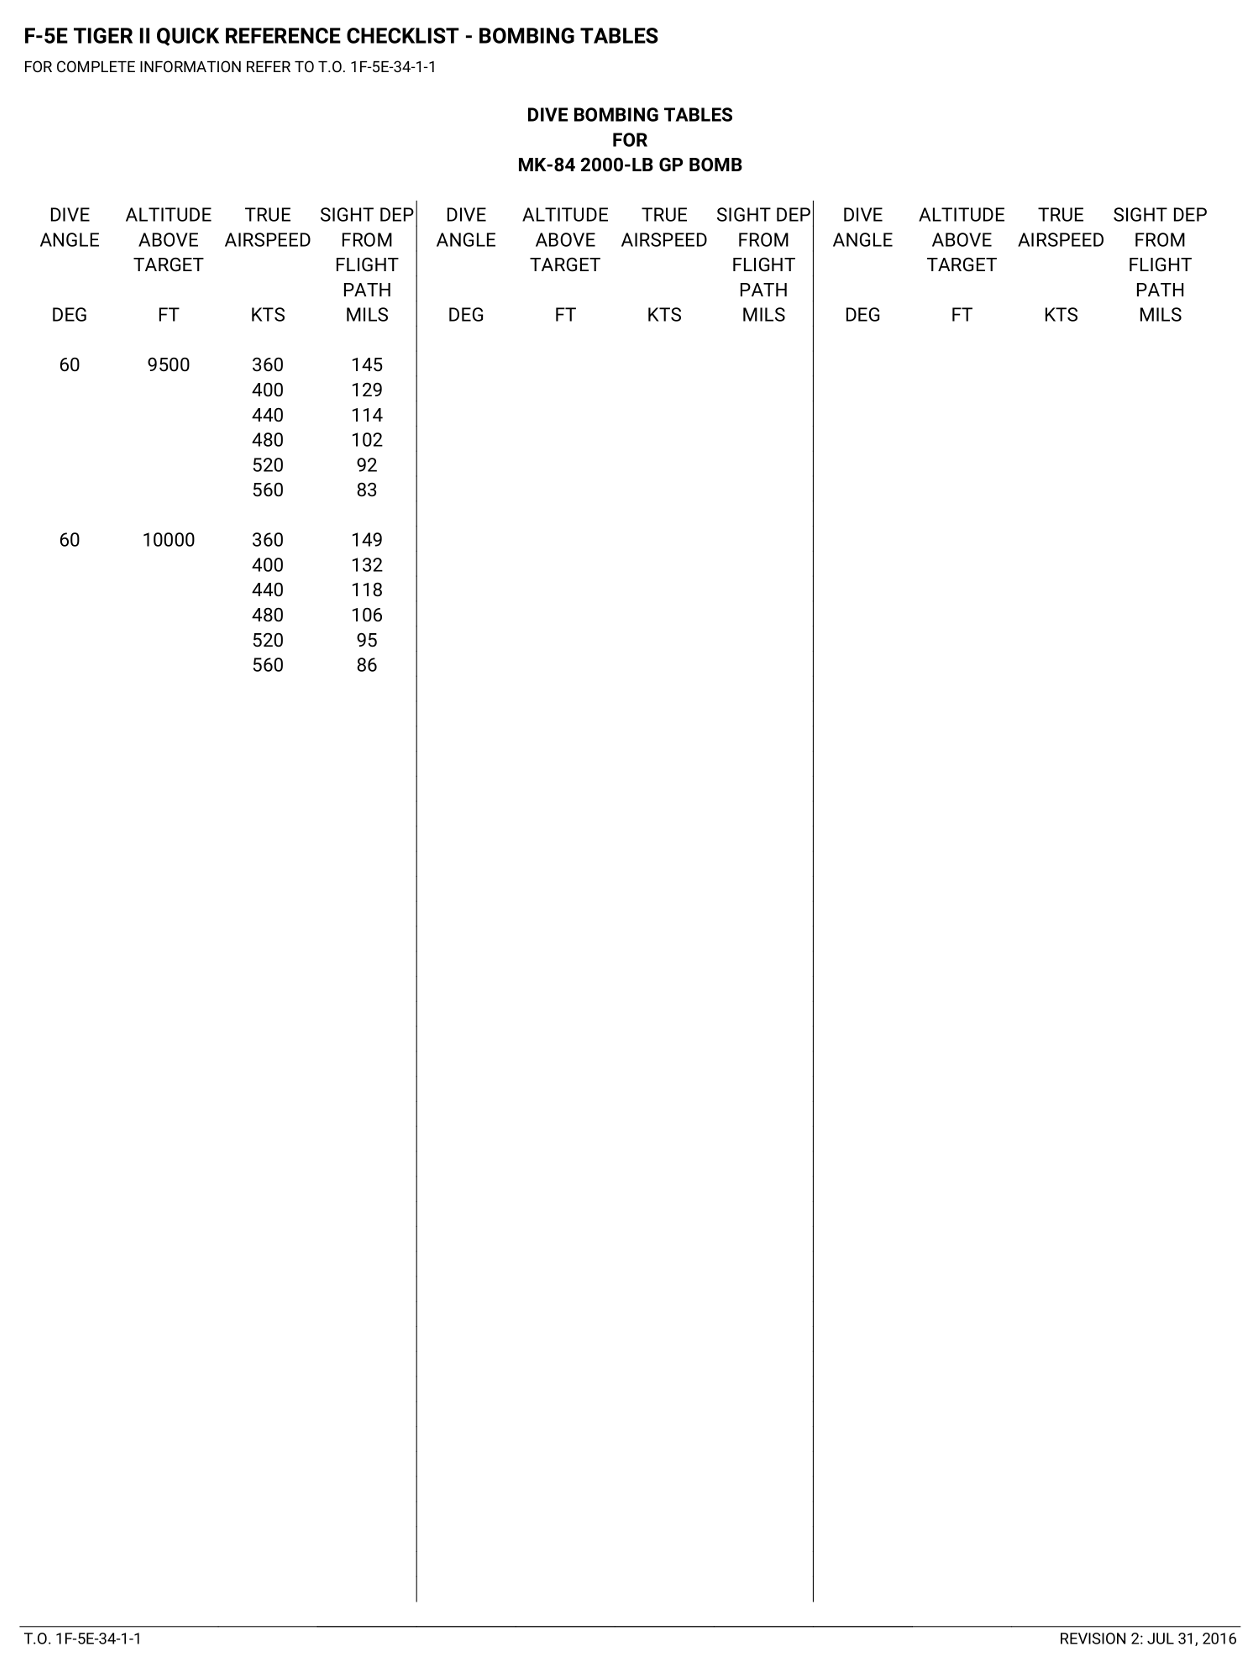 F-5E TIGER II QUICK REFERENCE CHECKLIST - BOMBING TABLES
FOR COMPLETE INFORMATION REFER TO T.O. 1F-5E-34-1-1
DIVE BOMBING TABLES
FOR
MK-84 2000-LB GP BOMB
DIVE ALTITUDE TRUE SIGHT DEP DIVE ALTITUDE TRUE SIGHT DEP DIVE ALTITUDE TRUE SIGHT DEP
ANGLE ABOVE AIRSPEED FROM ANGLE ABOVE AIRSPEED FROM ANGLE ABOVE AIRSPEED FROM
TARGET FLIGHT TARGET FLIGHT TARGET FLIGHT
PATH PATH PATH
DEG FT KTS MILS DEG FT KTS MILS DEG FT KTS MILS
60 9500 360 145
400 129
440 114
480 102
520 92
560 83
60 10000 360 149
400 132
440 118
480 106
520 95
560 86
T.O. 1F-5E-34-1-1 REVISION 2: JUL 31, 2016